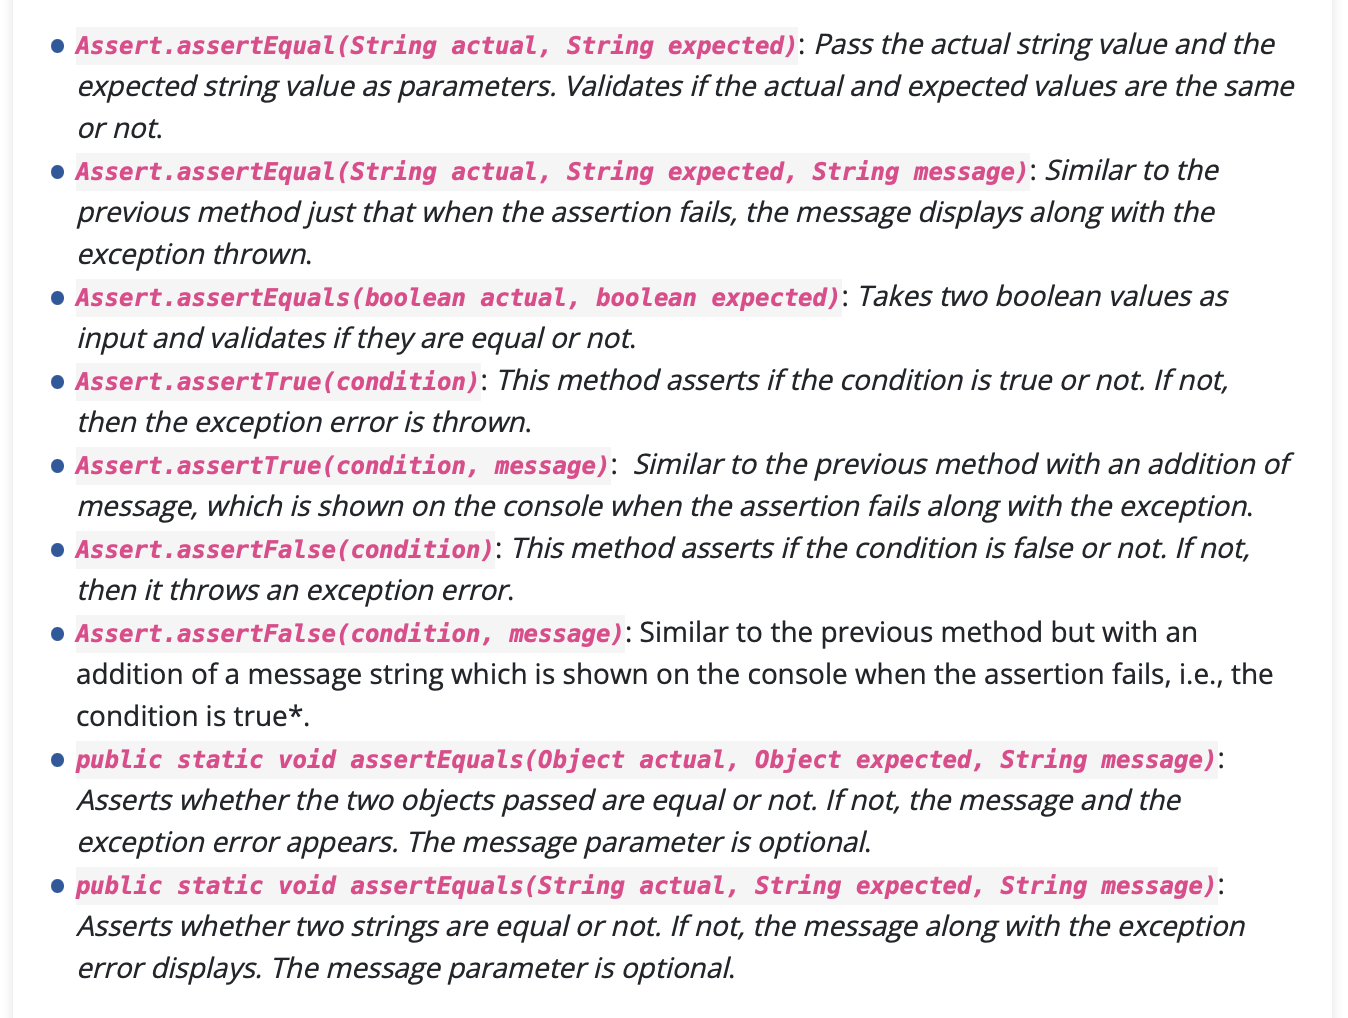 Assert.assertEqual(String actual, String expected): Pass the actual string value and the
expected string value as parameters. Validates if the actual and expected values are the same
or not.
Assert.assertEqual(String actual, String expected, String message): Similar to the
previous method just that when the assertion fails, the message displays along with the
exception thrown.
Assert.assertEquals(boolean actual, boolean expected): Takes two boolean values as
input and validates if they are equal or not.
Assert.assertTrue(condition): This method asserts if the condition is true or not. If not,
then the exception error is thrown.
Assert.assertTrue(condition, message): Similar to the previous method with an addition of
message, which is shown on the console when the assertion fails along with the exception.
Assert.assertFalse(condition): This method asserts if the condition is false or not. If not,
then it throws an exception error.
Assert.assertFalse(condition, message): Similar to the previous method but with an
addition of a message string which is shown on the console when the assertion fails, i.e., the
condition is true*.
public static void assertEquals(Object actual, Object expected, String message):
Asserts whether the two objects passed are equal or not. If not, the message and the
exception error appears. The message parameter is optional.
public static void assertEquals(String actual, String expected, String message):
Asserts whether two strings are equal or not. If not, the message along with the exception
error displays. The message parameter is optional.